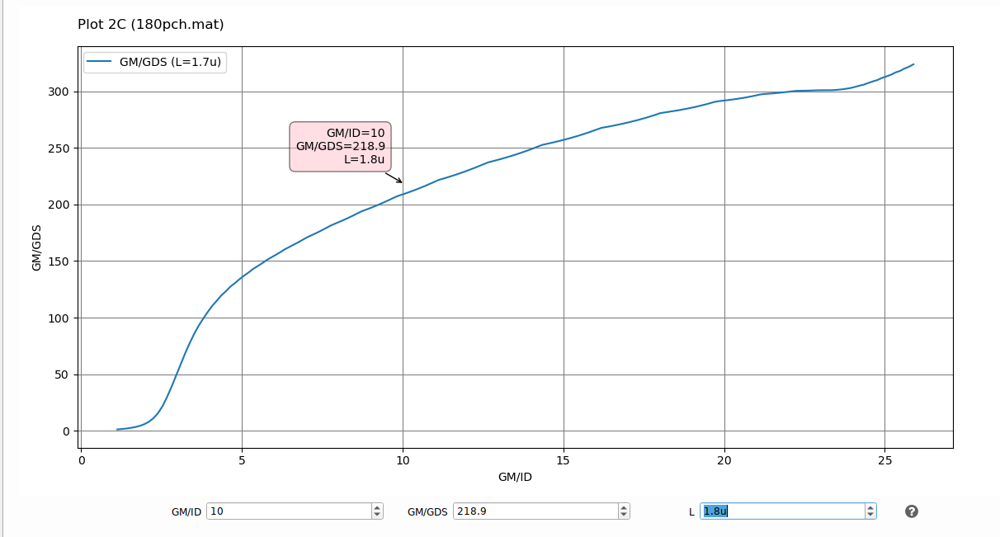 Plot 2C (180pch.mat)
GM/GDS (L=1.7u)
300
250
200
150
100
50
0
GM/GDS
GM/ID=10
GM/GDS=218.9
L=1.8u
0 5 10 15 20 25
GM/ID
GM/ID 10 GM/GDS 218.9 L 1.8u ?